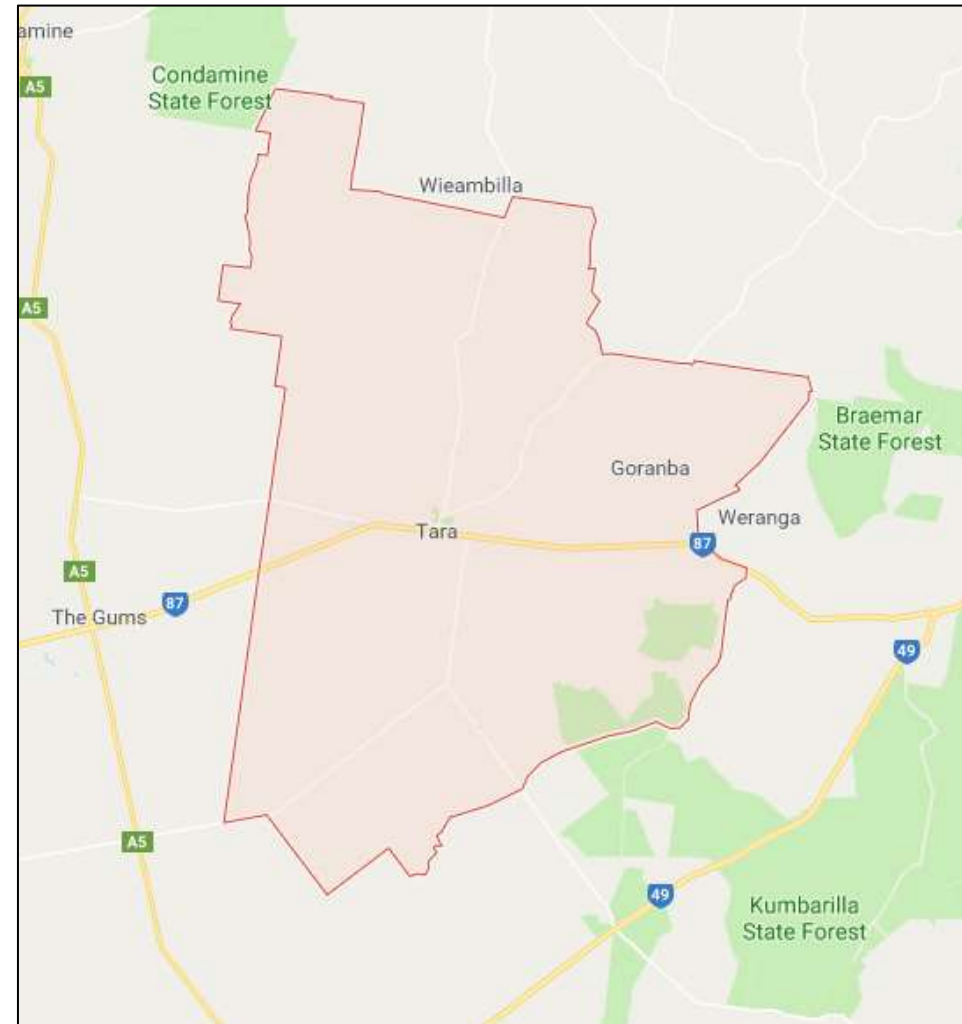 amine
A5
Condamine
State Forest
Wieambilla
A5
Braemar
State Forest
Goranba
Weranga
Tara
87
A5
87
The Gums
49
A5
49
Kumbarilla
State Forest